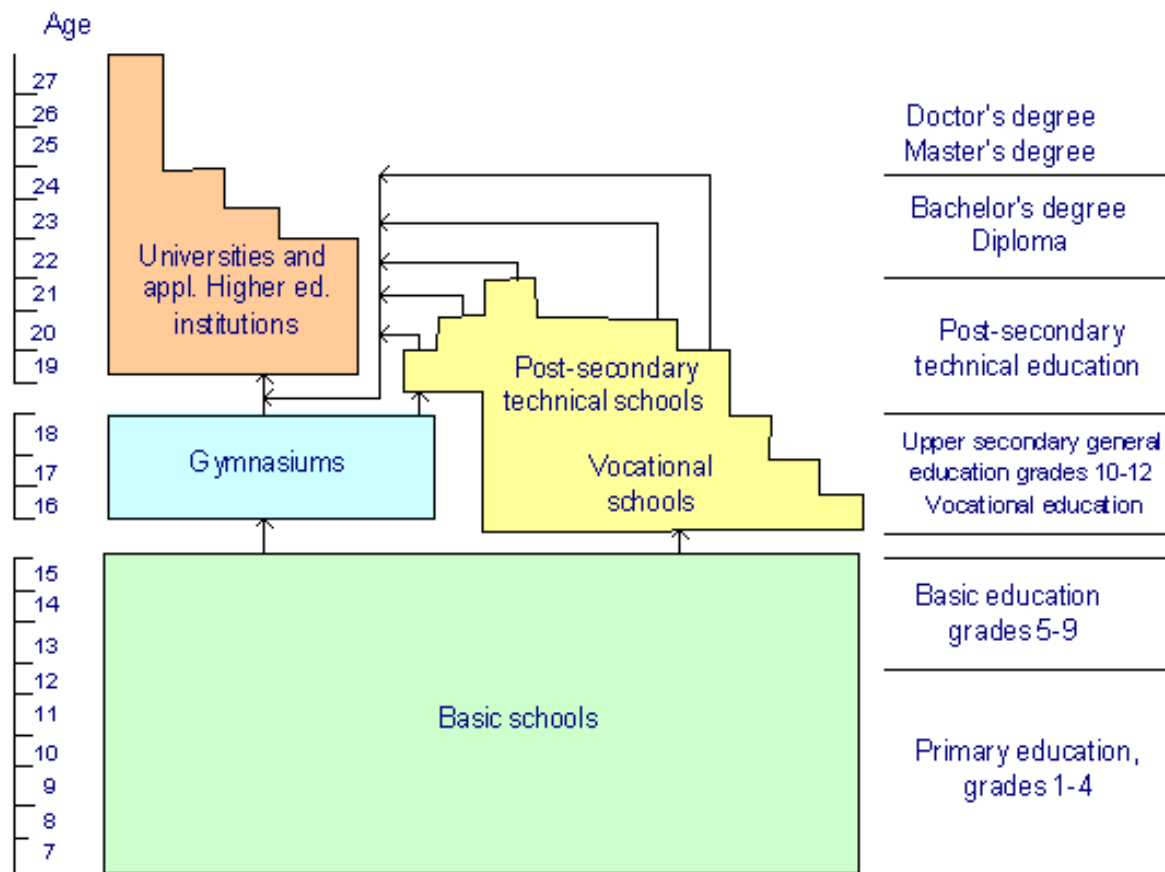 Age
27
26
25
24
23
22
21
20
19
18
17
16
15
14
13
12
11
10
9
8
7
Universities and
appl. Higher ed.
institutions
Gymnasiums
Post-secondary
technical schools
Vocational
schools
Basic schools
Doctor's degree
Master's degree
Bachelor's degree
Diploma
Post-secondary
technical education
Upper secondary general
education grades 10-12
Vocational education
Basic education
grades 5-9
Primary education,
grades 1-4